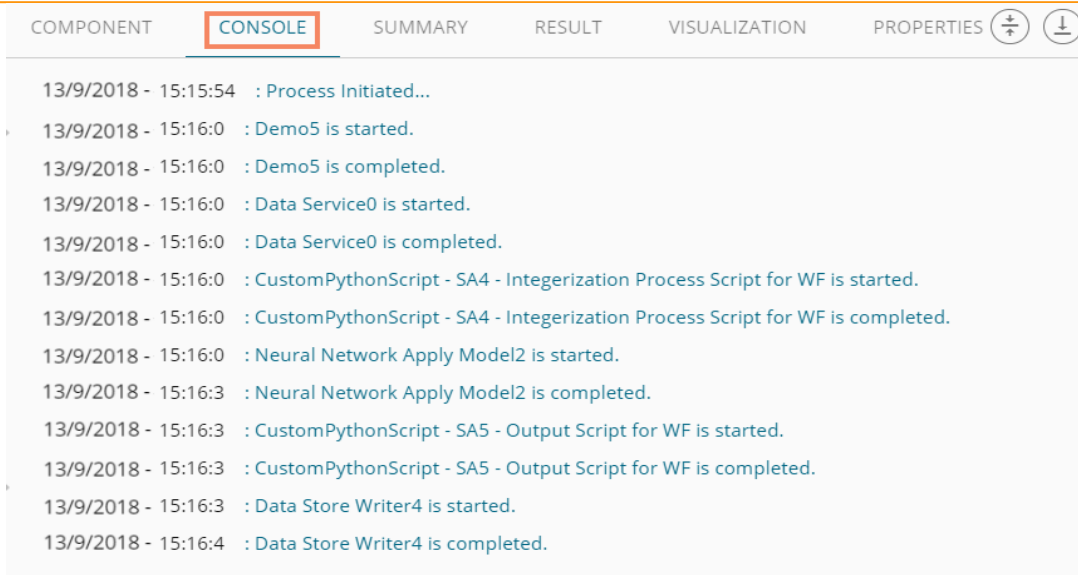 COMPONENT CONSOLE SUMMARY RESULT VISUALIZATION PROPERTIES
13/9/2018 - 15:15:54 : Process Initiated...
13/9/2018 - 15:16:0 : Demo5 is started.
13/9/2018 - 15:16:0 : Demo5 is completed.
13/9/2018 - 15:16:0 : Data Service0 is started.
13/9/2018 - 15:16:0 : Data Service0 is completed.
13/9/2018 - 15:16:0 : CustomPythonScript - SA4 - Integerization Process Script for WF is started.
13/9/2018 - 15:16:0 : CustomPythonScript - SA4 - Integerization Process Script for WF is completed.
13/9/2018 - 15:16:0 : Neural Network Apply Model2 is started.
13/9/2018 - 15:16:3 : Neural Network Apply Model2 is completed.
13/9/2018 - 15:16:3 : CustomPythonScript - SA5 - Output Script for WF is started.
13/9/2018 - 15:16:3 : CustomPythonScript - SA5 - Output Script for WF is completed.
13/9/2018 - 15:16:3 : Data Store Writer4 is started.
13/9/2018 - 15:16:4 : Data Store Writer4 is completed.